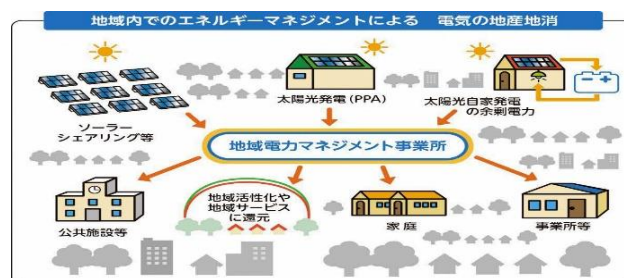 地域内でのエネルギーマネジメントによる 電気の地産地消
ソーラー
シェアリング等
太陽光発電(PPA)
太陽光自家発電
の余剰電力
地域電力マネジメント事業所
公共施設等
地域活性化や
地域サービス
に還元
家庭
事業所等